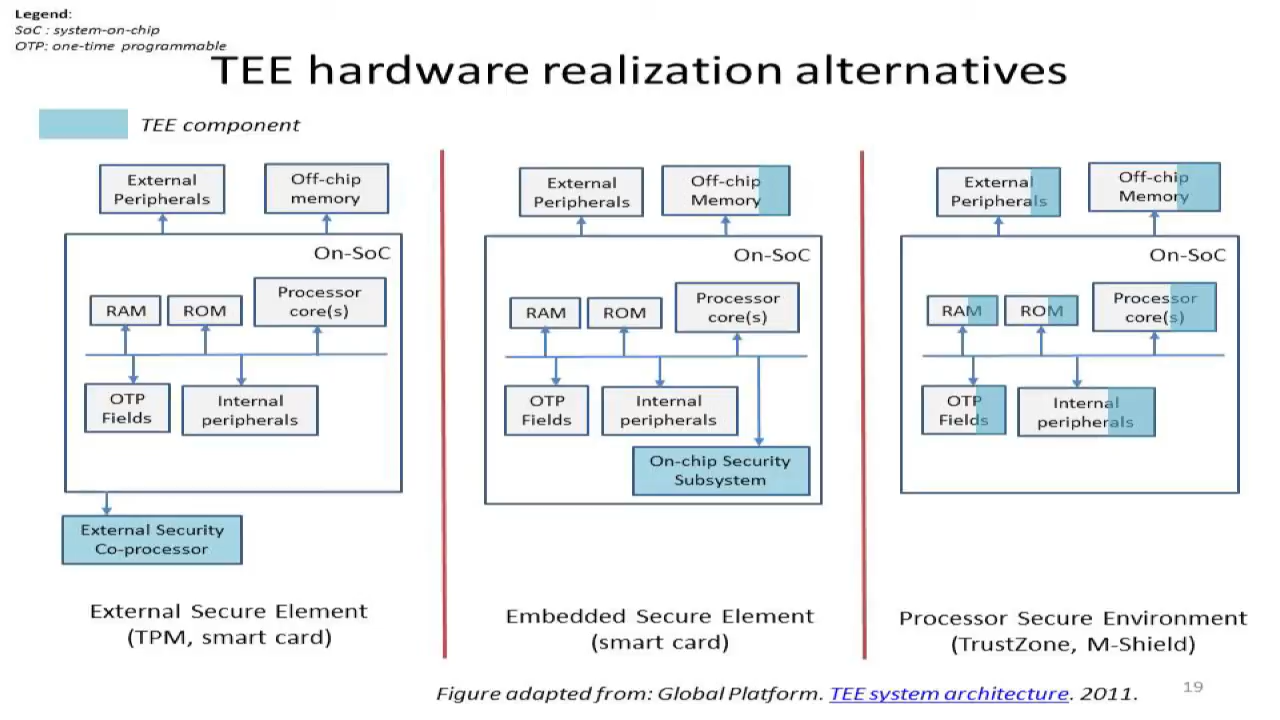 Legend:
SoC : system-on-chip
OTP: one-time programmable
TEE hardware realization alternatives
TEE component
External
Peripherals
Off-chip
memory
On-SoC
RAM
ROM
Processor
core(s)
OTP
Fields
Internal
peripherals
External Security
Co-processor
External Secure Element
(TPM, smart card)
External
Peripherals
Off-chip
Memory
On-SoC
RAM
ROM
Processor
core(s)
OTP
Fields
Internal
peripherals
On-chip Security
Subsystem
Embedded Secure Element
(smart card)
External
Peripherals
Off-chip
Memory
On-SoC
RAM
ROM
Processor
core(s)
OTP
Fields
Internal
peripherals
Processor Secure Environment
(TrustZone, M-Shield)
Figure adapted from: Global Platform. TEE system architecture. 2011.
19